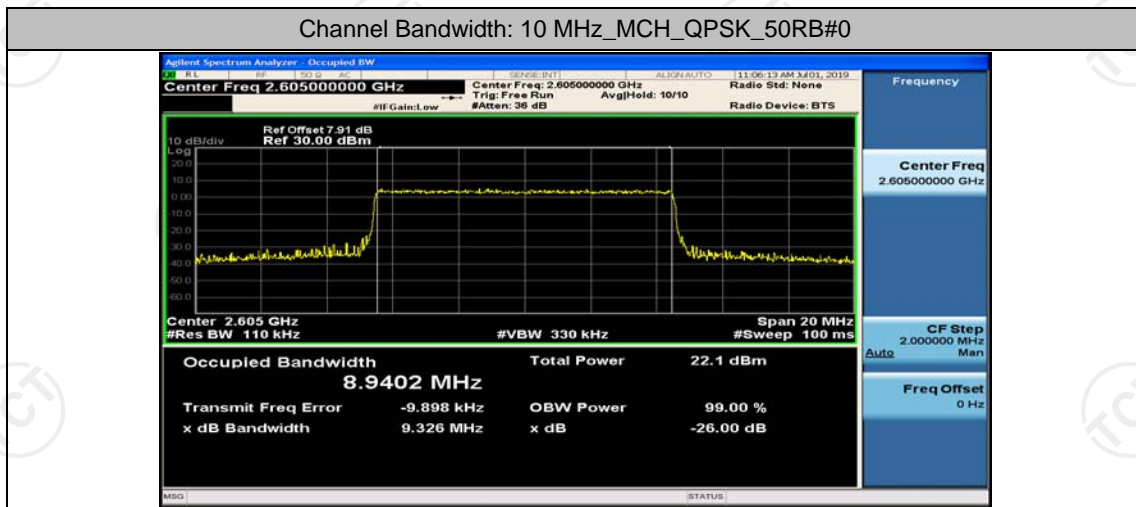 Channel Bandwidth: 10 MHz_MCH_QPSK_50RB#0
Agilent Spectrum Analyzer - Occupied BW
RL RF 50 Ω AC SENSE:INT ALIGN AUTO 11:06:13 AM Jul 01, 2019
Center Freq 2.605000000 GHz
Center Freq: 2.605000000 GHz
Radio Std: None
Trig: Free Run Avg|Hold: 10/10
#IFGain:Low #Atten: 36 dB Radio Device: BTS
Frequency
Ref Offset 7.91 dB
10 dB/div Ref 30.00 dBm
Log
20.0
10.0
0.00
-10.0
-20.0
-30.0
-40.0
-50.0
-60.0
Center Freq
2.605000000 GHz
Center 2.605 GHz Span 20 MHz
#Res BW 110 kHz #VBW 330 kHz #Sweep 100 ms
CF Step
2.000000 MHz
Auto Man
Occupied Bandwidth Total Power 22.1 dBm
8.9402 MHz
Freq Offset
0 Hz
Transmit Freq Error -9.898 kHz OBW Power 99.00 %
x dB Bandwidth 9.326 MHz x dB -26.00 dB
MSG STATUS
TCT
TCT